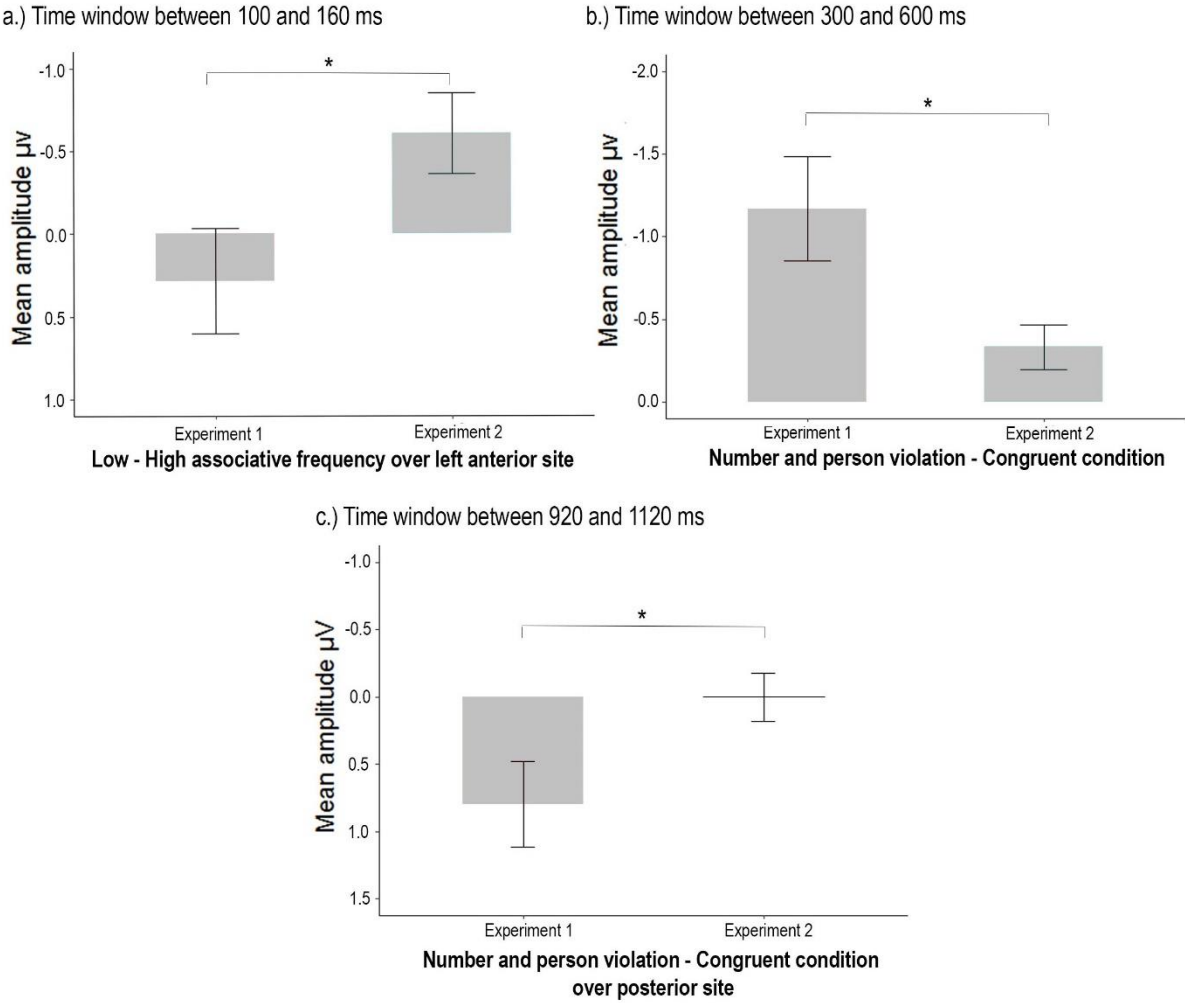 a.) Time window between 100 and 160 ms
-1.0
-0.5
0.0
0.5
1.0
Mean amplitude μv
*
Experiment 1
Experiment 2
Low - High associative frequency over left anterior site
b.) Time window between 300 and 600 ms
-2.0
-1.5
-1.0
-0.5
0.0
Mean amplitude μv
*
Experiment 1
Experiment 2
Number and person violation - Congruent condition
c.) Time window between 920 and 1120 ms
-1.0
-0.5
0.0
0.5
1.0
1.5
Mean amplitude μV
*
Experiment 1
Experiment 2
Number and person violation - Congruent condition
over posterior site